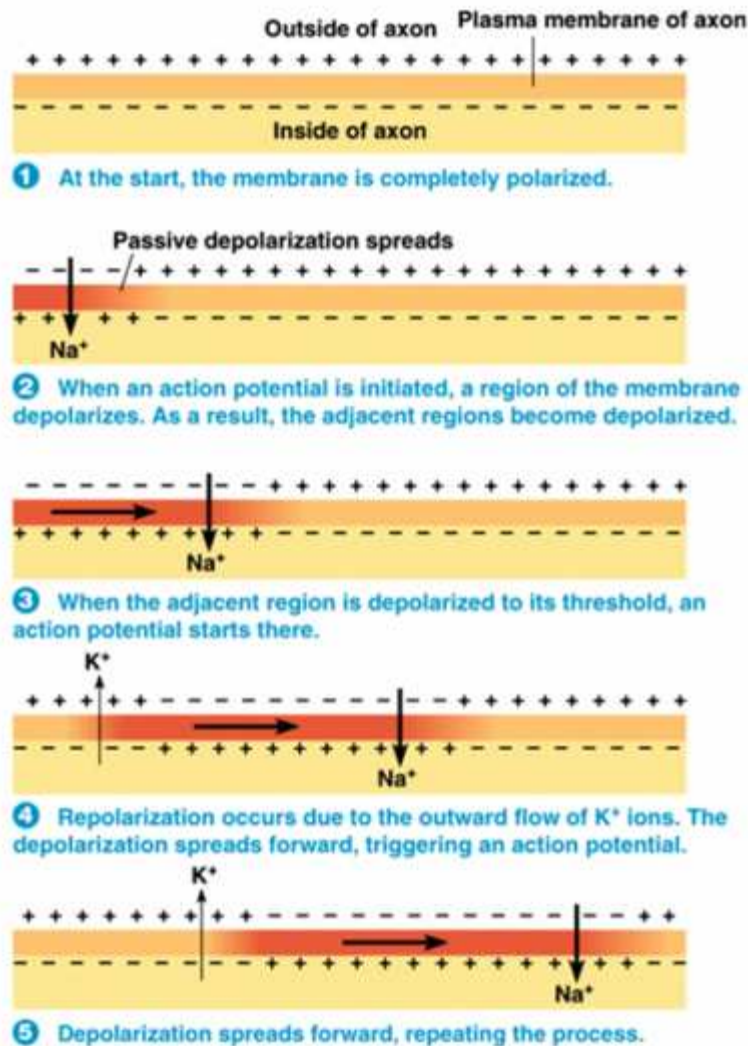 Outside of axon
Plasma membrane of axon
+ + + + + + + + + + + + + + + + + + + + + + + +
– – – – – – – – – – – – – – – – – – – – – – – –
Inside of axon
1 At the start, the membrane is completely polarized.
Passive depolarization spreads
– – – – + + + + + + + + + + + + + + + + + + + +
+ + + + + – – – – – – – – – – – – – – – – – – –
Na⁺
2 When an action potential is initiated, a region of the membrane
depolarizes. As a result, the adjacent regions become depolarized.
– – – – – – – – – + + + + + + + + + + + + + + +
+ + + + + + + + + – – – – – – – – – – – – – – –
Na⁺
3 When the adjacent region is depolarized to its threshold, an
action potential starts there.
K⁺
+ + + + + – – – – – – – – – – – + + + + + + + +
– – – – – + + + + + + + + + + + – – – – – – – –
Na⁺
4 Repolarization occurs due to the outward flow of K⁺ ions. The
depolarization spreads forward, triggering an action potential.
K⁺
+ + + + + + + + + – – – – – – – – – – – – – + +
– – – – – – – – – + + + + + + + + + + + + + – –
Na⁺
5 Depolarization spreads forward, repeating the process.